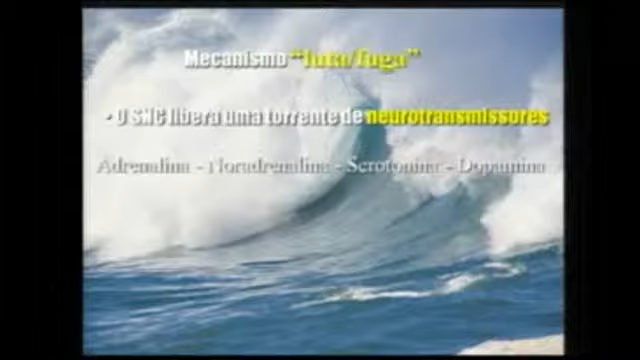 Mecanismo “luta/fuga”
• O SNC libera uma torrente de neurotransmissores
Adrenalina - Noradrenalina - Serotonina - Dopamina